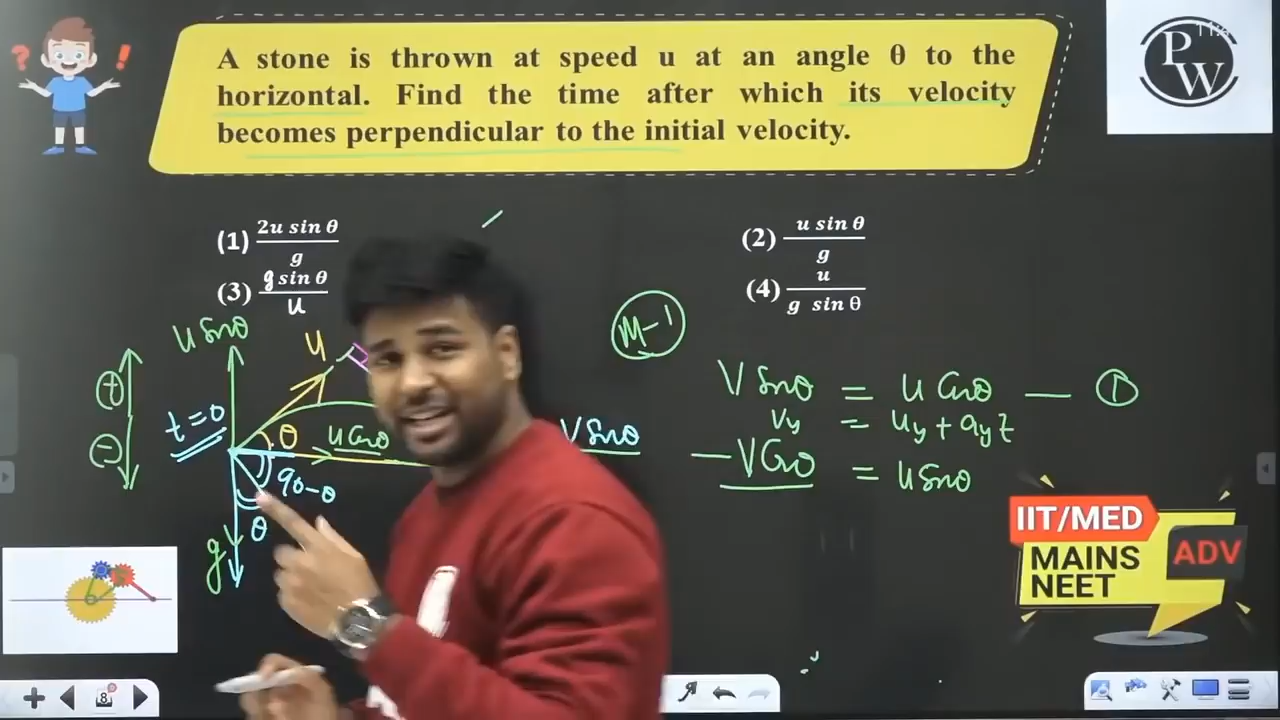 A stone is thrown at speed u at an angle θ to the
horizontal. Find the time after which its velocity
becomes perpendicular to the initial velocity.
? !
PW
(1) 2u sin θ / g
(2) u sin θ / g
(3) g sin θ / u
(4) u / g sin θ
u sinθ
u
M-1
(+)
(-)
t=0
θ
u cosθ
90-θ
θ
g
V sinθ
V sinθ = u cosθ — ①
Vy = uy + ay t
-V cosθ = u sinθ
IIT/MED
MAINS
NEET
ADV
8